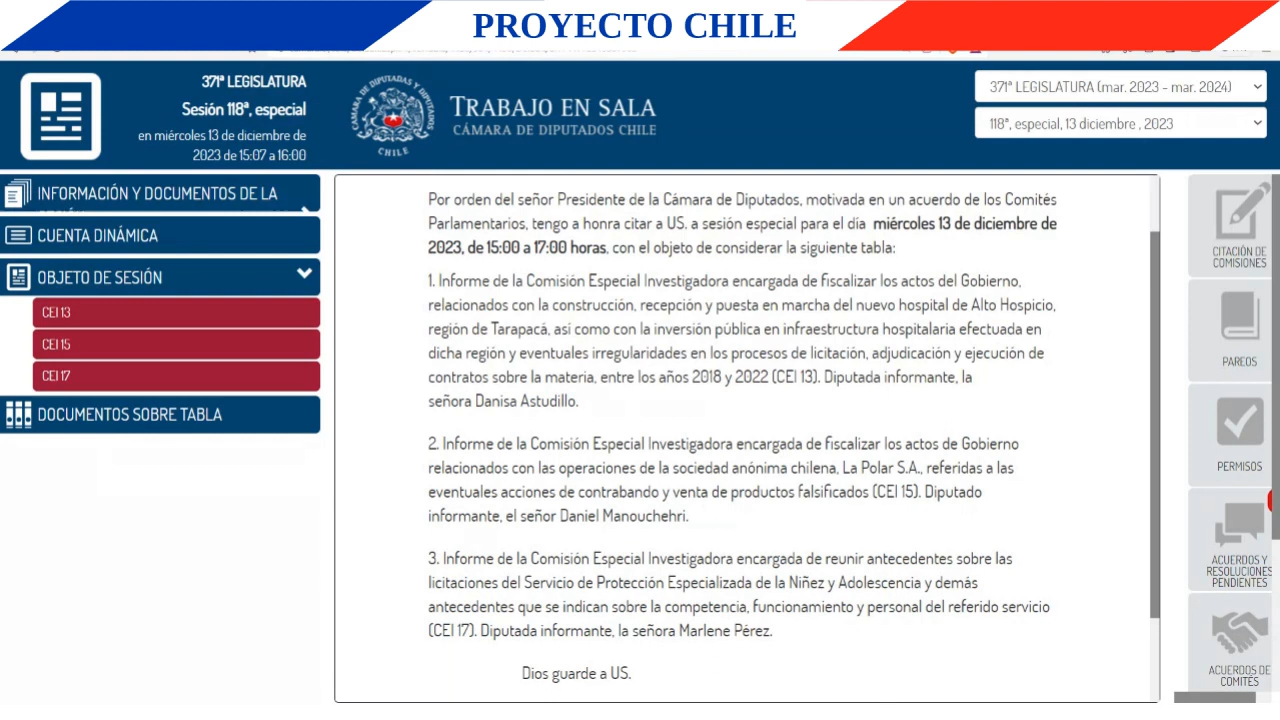 PROYECTO CHILE
371ª LEGISLATURA
Sesión 118ª, especial
en miércoles 13 de diciembre de
2023 de 15:07 a 16:00
CÁMARA DE DIPUTADAS Y DIPUTADOS
CHILE
TRABAJO EN SALA
CÁMARA DE DIPUTADOS CHILE
371ª LEGISLATURA (mar. 2023 - mar. 2024)
118ª, especial, 13 diciembre , 2023
INFORMACIÓN Y DOCUMENTOS DE LA
CUENTA DINÁMICA
OBJETO DE SESIÓN
CEI 13
CEI 15
CEI 17
DOCUMENTOS SOBRE TABLA
Por orden del señor Presidente de la Cámara de Diputados, motivada en un acuerdo de los Comités
Parlamentarios, tengo a honra citar a US. a sesión especial para el día miércoles 13 de diciembre de
2023, de 15:00 a 17:00 horas, con el objeto de considerar la siguiente tabla:
1. Informe de la Comisión Especial Investigadora encargada de fiscalizar los actos del Gobierno,
relacionados con la construcción, recepción y puesta en marcha del nuevo hospital de Alto Hospicio,
región de Tarapacá, así como con la inversión pública en infraestructura hospitalaria efectuada en
dicha región y eventuales irregularidades en los procesos de licitación, adjudicación y ejecución de
contratos sobre la materia, entre los años 2018 y 2022 (CEI 13). Diputada informante, la
señora Danisa Astudillo.
2. Informe de la Comisión Especial Investigadora encargada de fiscalizar los actos de Gobierno
relacionados con las operaciones de la sociedad anónima chilena, La Polar S.A., referidas a las
eventuales acciones de contrabando y venta de productos falsificados (CEI 15). Diputado
informante, el señor Daniel Manouchehri.
3. Informe de la Comisión Especial Investigadora encargada de reunir antecedentes sobre las
licitaciones del Servicio de Protección Especializada de la Niñez y Adolescencia y demás
antecedentes que se indican sobre la competencia, funcionamiento y personal del referido servicio
(CEI 17). Diputada informante, la señora Marlene Pérez.
Dios guarde a US.
CITACIÓN DE
COMISIONES
PAREOS
PERMISOS
ACUERDOS Y
RESOLUCIONES
PENDIENTES
ACUERDOS DE
COMITÉS